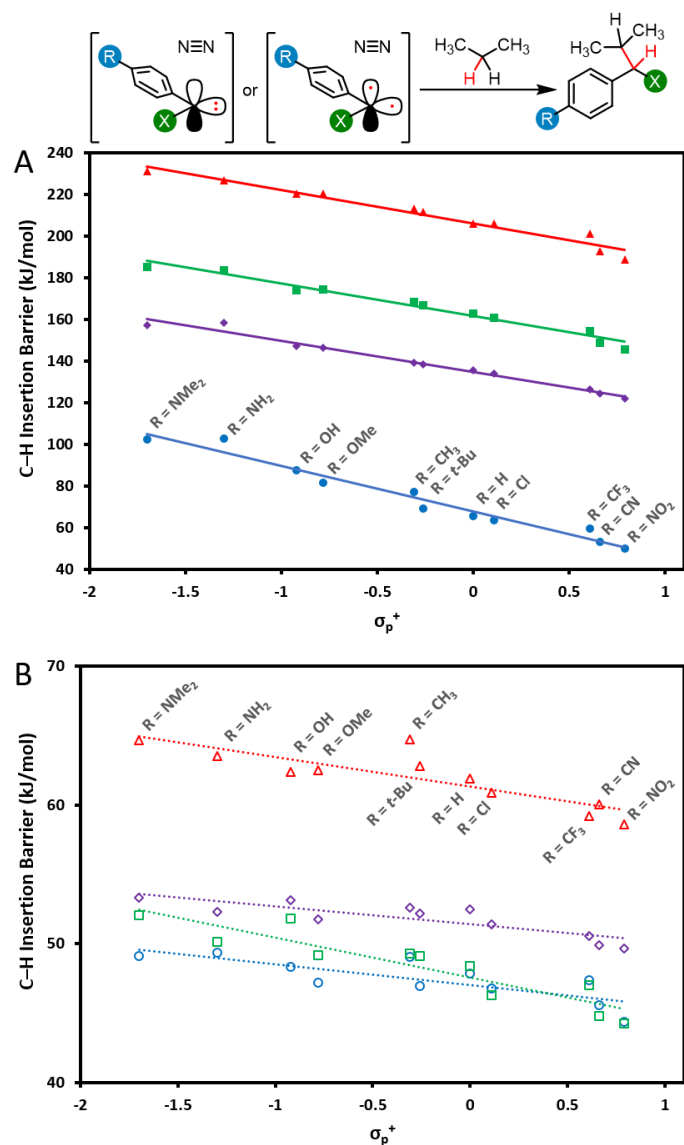 R N≡N or R N≡N H₃C CH₃ H H H H₃C CH₃ H
X X X R
A
240
220
200
180
160
140
120
100
80
60
40
C–H Insertion Barrier (kJ/mol)
R = NMe₂
R = NH₂
R = OH
R = OMe
R = CH₃
R = t-Bu
R = H
R = Cl
R = CF₃
R = CN
R = NO₂
-2 -1.5 -1 -0.5 0 0.5 1
σₚ⁺
B
70
60
50
40
C–H Insertion Barrier (kJ/mol)
R = NMe₂
R = NH₂
R = OH
R = OMe
R = CH₃
R = t-Bu
R = H
R = Cl
R = CF₃
R = CN
R = NO₂
-2 -1.5 -1 -0.5 0 0.5 1
σₚ⁺